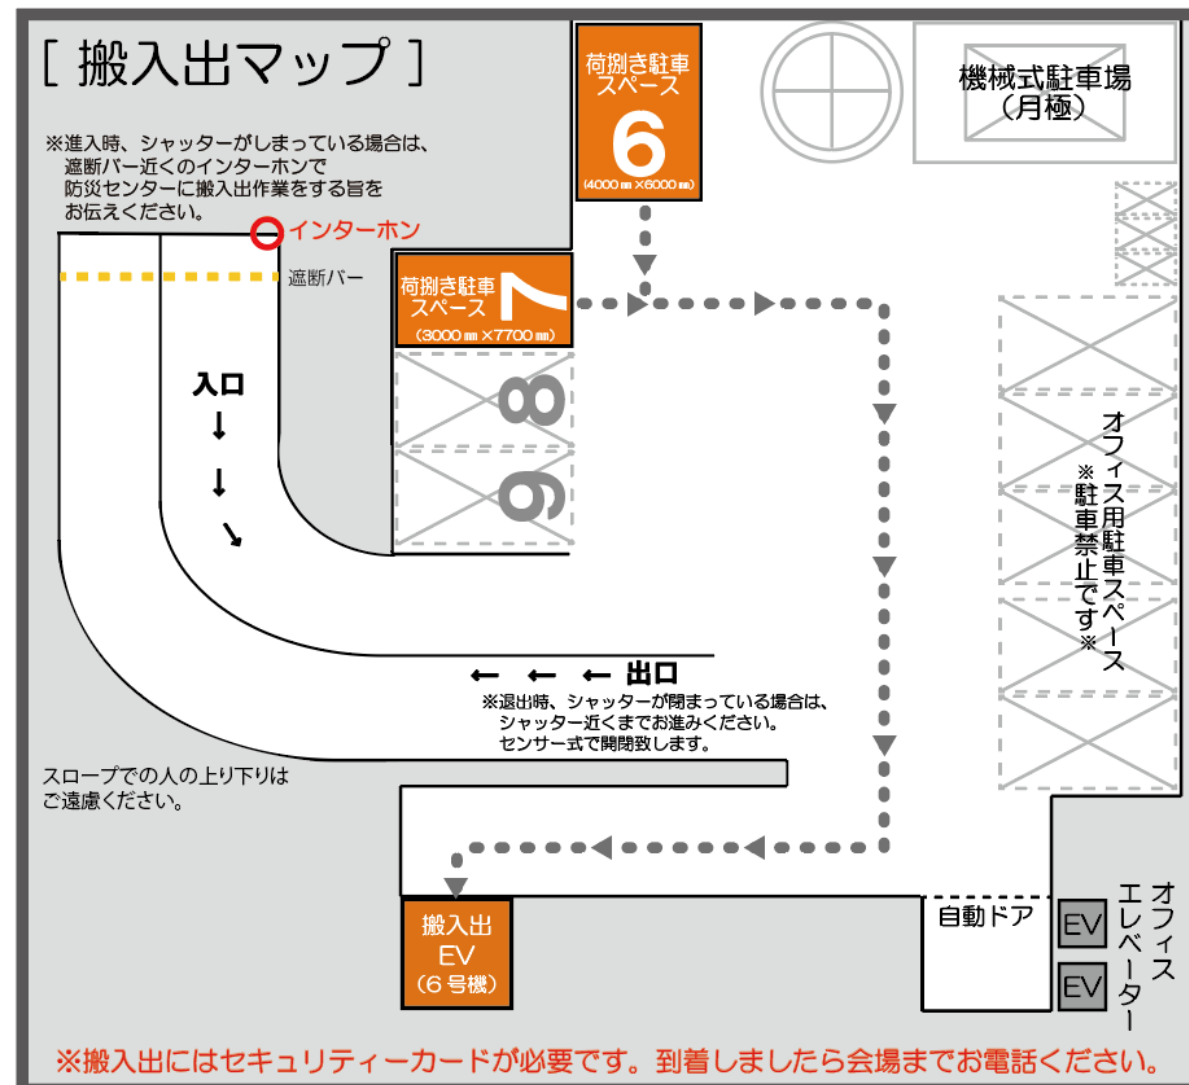 [ 搬入出マップ ]
※進入時、シャッターがしまっている場合は、
遮断バー近くのインターホンで
防災センターに搬入出作業をする旨を
お伝えください。
インターホン
遮断バー
入口
荷捌き駐車
スペース
6
(4000㎜×6000㎜)
荷捌き駐車
スペース
7
(3000㎜×7700㎜)
8
9
機械式駐車場
(月極)
オフィス用駐車スペース
※駐車禁止です※
出口
※退出時、シャッターが閉まっている場合は、
シャッター近くまでお進みください。
センサー式で開閉致します。
スロープでの人の上り下りは
ご遠慮ください。
搬入出
EV
(6号機)
自動ドア
EV
EV
オフィス
エレベーター
※搬入出にはセキュリティーカードが必要です。到着しましたら会場までお電話ください。